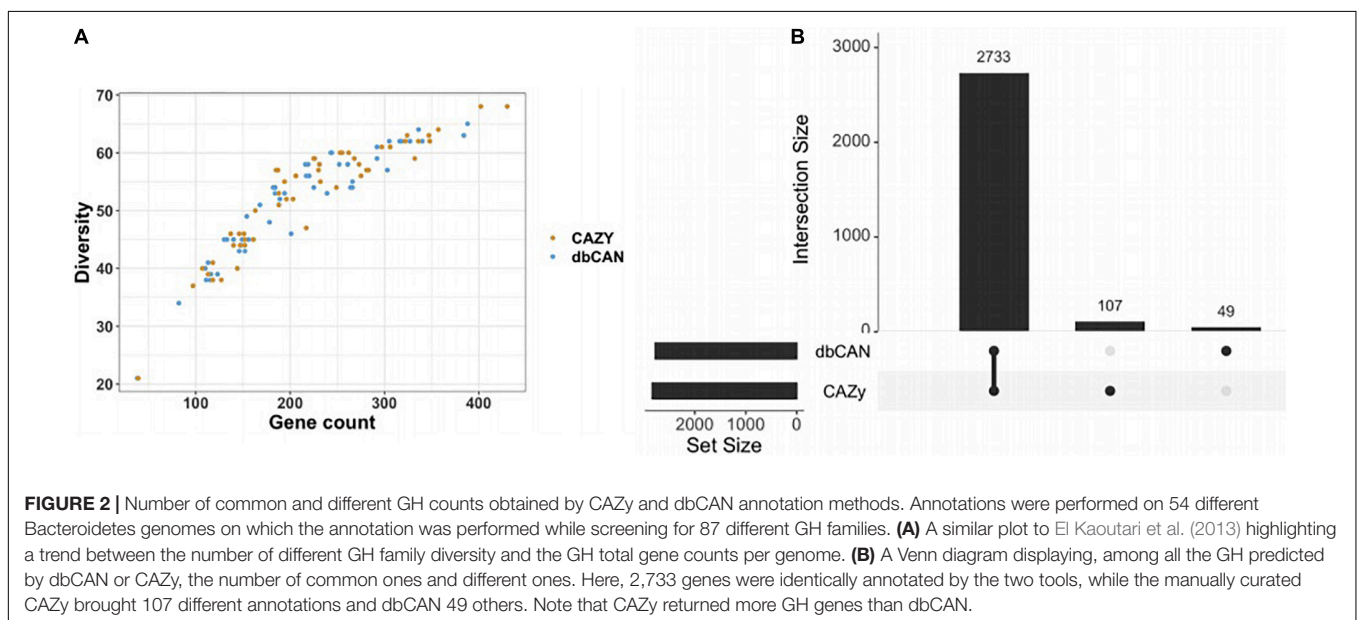 A
70
60
50
40
30
20
Diversity
100 200 300 400
Gene count
CAZY
dbCAN
B
3000
2000
1000
0
Intersection Size
2733
107
49
dbCAN
CAZy
2000 1000 0
Set Size
FIGURE 2 | Number of common and different GH counts obtained by CAZy and dbCAN annotation methods. Annotations were performed on 54 different
Bacteroidetes genomes on which the annotation was performed while screening for 87 different GH families. (A) A similar plot to El Kaoutari et al. (2013) highlighting
a trend between the number of different GH family diversity and the GH total gene counts per genome. (B) A Venn diagram displaying, among all the GH predicted
by dbCAN or CAZy, the number of common ones and different ones. Here, 2,733 genes were identically annotated by the two tools, while the manually curated
CAZy brought 107 different annotations and dbCAN 49 others. Note that CAZy returned more GH genes than dbCAN.